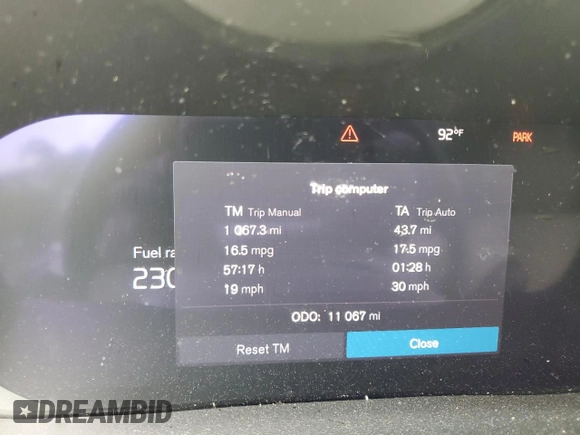 92°F
PARK
Trip computer
TM Trip Manual
1 067.3 mi
16.5 mpg
57:17 h
19 mph
TA Trip Auto
43.7 mi
17.5 mpg
01:28 h
30 mph
Fuel ra
230
ODO: 11 067 mi
Reset TM
Close
DREAMBID